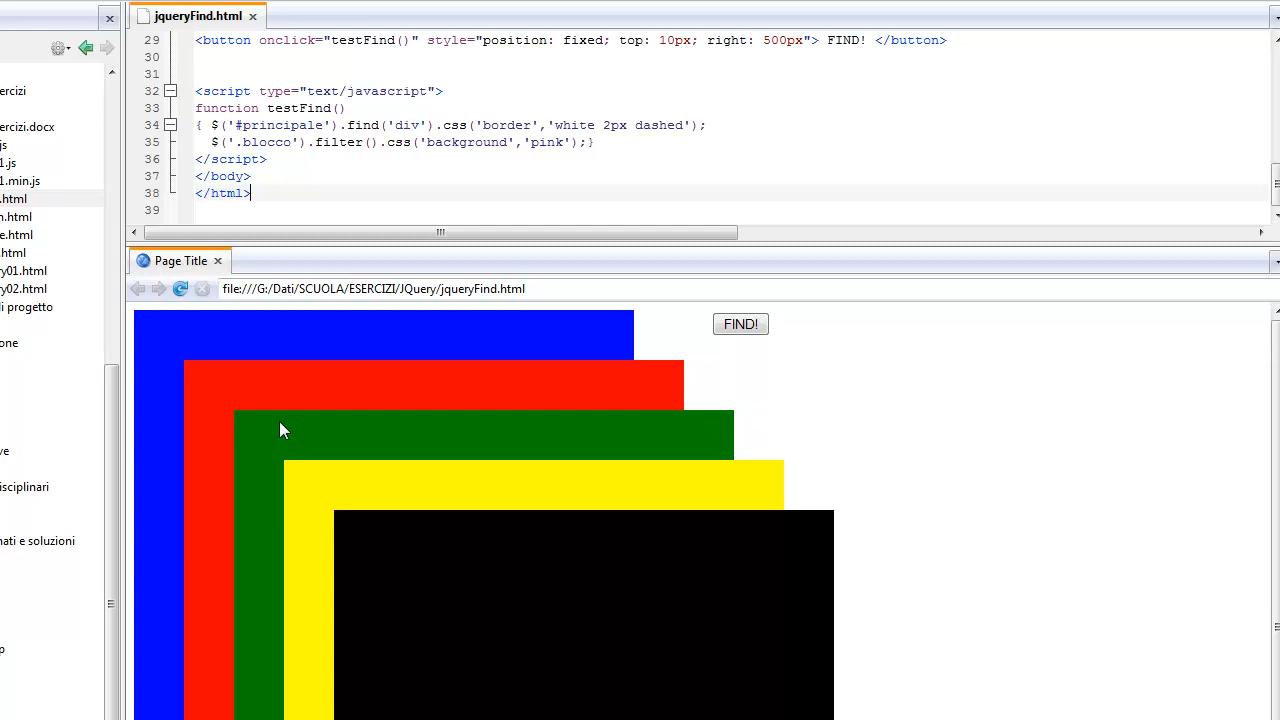 jqueryFind.html
29 <button onclick="testFind()" style="position: fixed; top: 10px; right: 500px"> FIND! </button>
30
31
32 <script type="text/javascript">
33 function testFind()
34 { $('#principale').find('div').css('border','white 2px dashed');
35 $('.blocco').filter().css('background','pink');}
36 </script>
37 </body>
38 </html>
39
ercizi
ercizi.docx
.js
1.js
1.min.js
.html
n.html
e.html
.html
ry01.html
ry02.html
li progetto
one
ve
isciplinari
nati e soluzioni
p
Page Title
file:///G:/Dati/SCUOLA/ESERCIZI/JQuery/jqueryFind.html
FIND!